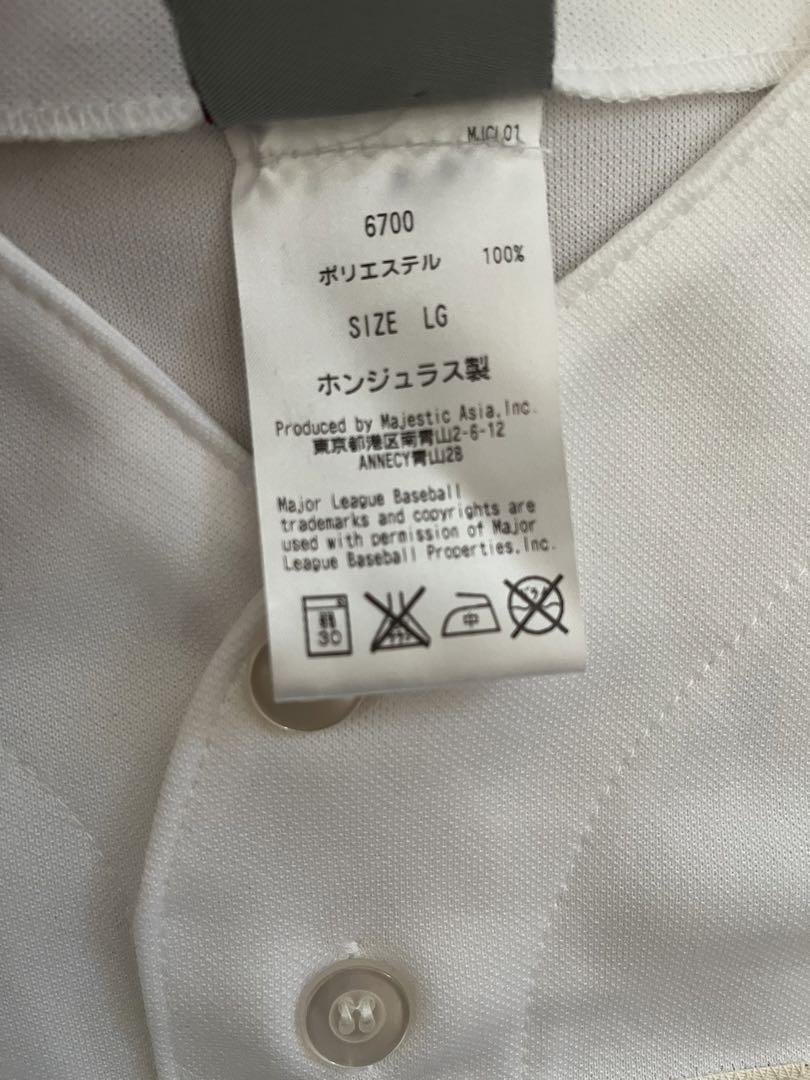 MJCL01
6700
ポリエステル 100%
SIZE LG
ホンジュラス製
Produced by Majestic Asia,Inc.
東京都港区南青山2-6-12
ANNECY青山2B
Major League Baseball
trademarks and copyrights are
used with permission of Major
League Baseball Properties,Inc.
弱
30
中